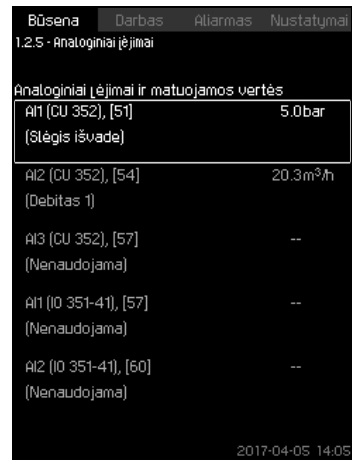 Būsena Darbas Aliarmas Nustatymai
1.2.5 - Analoginiai įėjimai
Analoginiai įėjimai ir matuojamos vertės
AI1 (CU 352), [51] 5.0bar
(Slėgis išvade)
AI2 (CU 352), [54] 20.3m³/h
(Debitas 1)
AI3 (CU 352), [57] --
(Nenaudojama)
AI1 (IO 351-41), [57] --
(Nenaudojama)
AI2 (IO 351-41), [60] --
(Nenaudojama)
2017-04-05 14:05